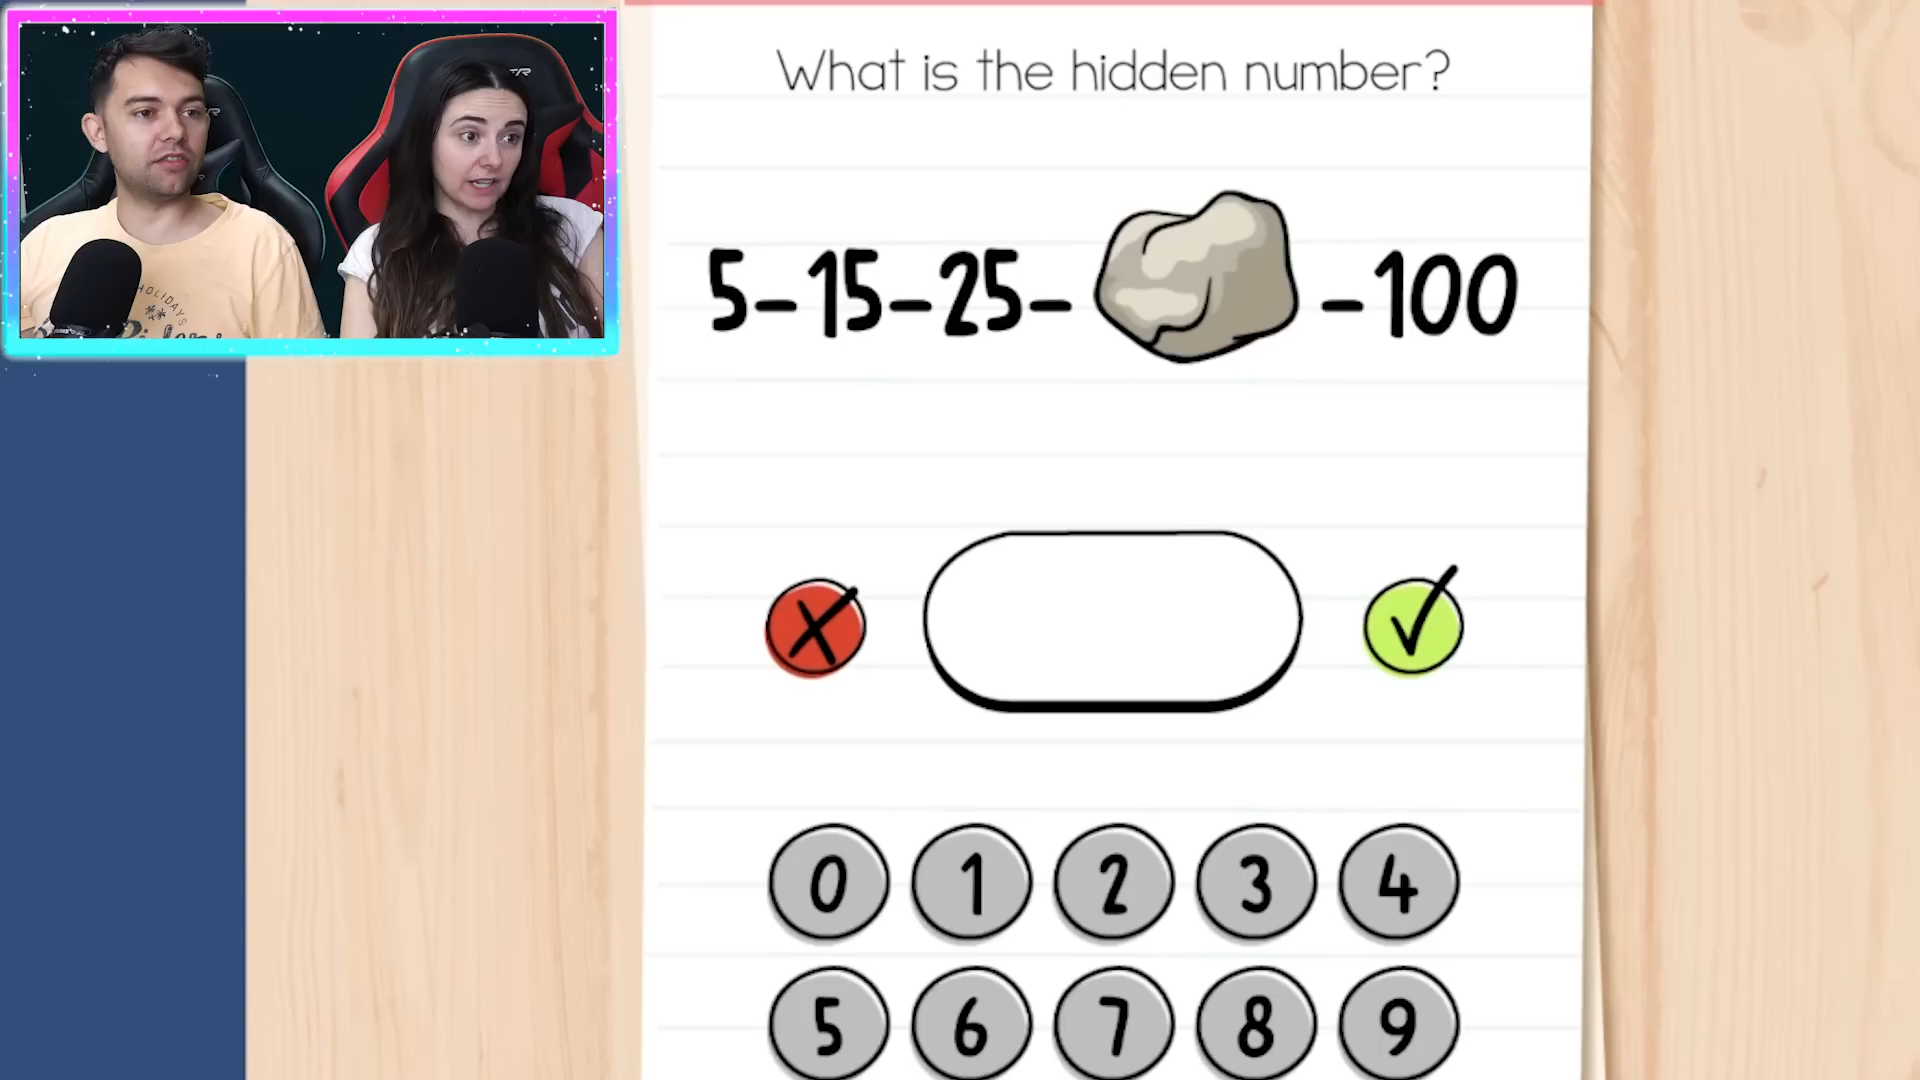 What is the hidden number?
5-15-25- -100
0 1 2 3 4
5 6 7 8 9
HOLIDAYS